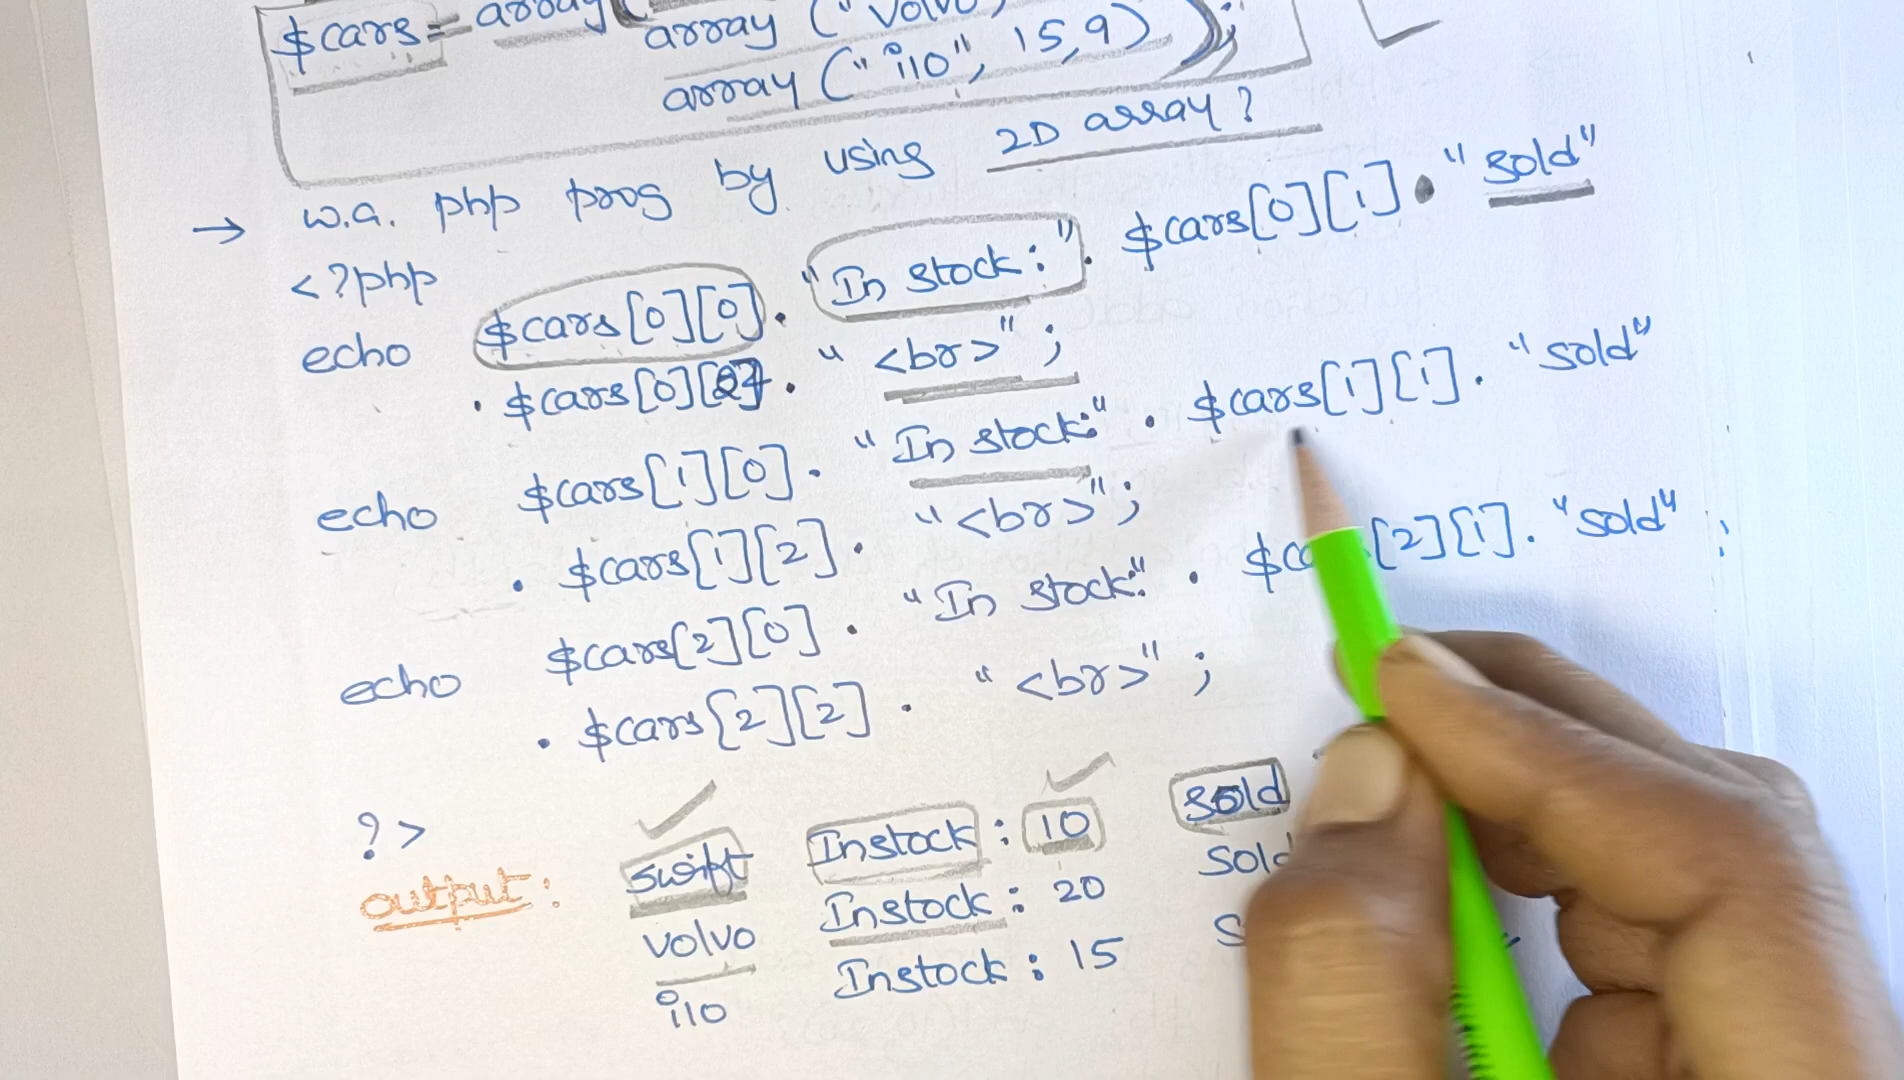 $cars = array(
array ("Volvo",
array ("i10", 15,9) );
→ w.a. php prog by using 2D array?
<?php
echo $cars[0][0]. "In stock:". $cars[0][1]. "sold"
. $cars[0][2]. "<br>";
echo $cars[1][0]. "In stock:". $cars[1][1]. "sold"
. $cars[1][2]. "<br>";
echo $cars[2][0]. "In stock:". $cars[2][1]. "sold"
. $cars[2][2]. "<br>";
?>
output: swift Instock : 10 sold
volvo Instock : 20 Sold
i10 Instock : 15